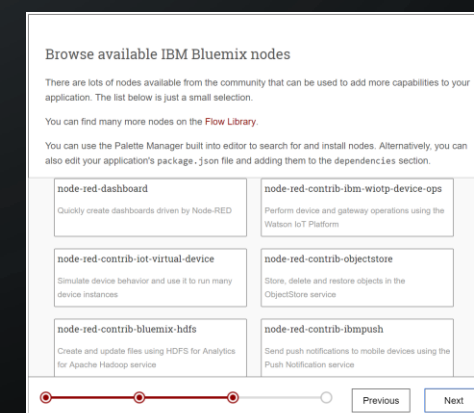 Browse available IBM Bluemix nodes
There are lots of nodes available from the community that can be used to add more capabilities to your
application. The list below is just a small selection.
You can find many more nodes on the Flow Library.
You can use the Palette Manager built into editor to search for and install nodes. Alternatively, you can
also edit your application's package.json file and adding them to the dependencies section.
node-red-dashboard
Quickly create dashboards driven by Node-RED
node-red-contrib-ibm-wiotp-device-ops
Perform device and gateway operations using the
Watson IoT Platform
node-red-contrib-iot-virtual-device
Simulate device behavior and use it to run many
device instances
node-red-contrib-objectstore
Store, delete and restore objects in the
ObjectStore service
node-red-contrib-bluemix-hdfs
Create and update files using HDFS for Analytics
for Apache Hadoop service
node-red-contrib-ibmpush
Send push notifications to mobile devices using the
Push Notification service
Previous
Next